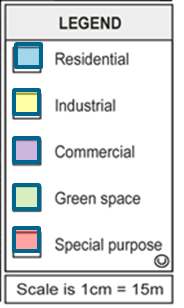 LEGEND
Residential
Industrial
Commercial
Green space
Special purpose
Scale is 1cm = 15m